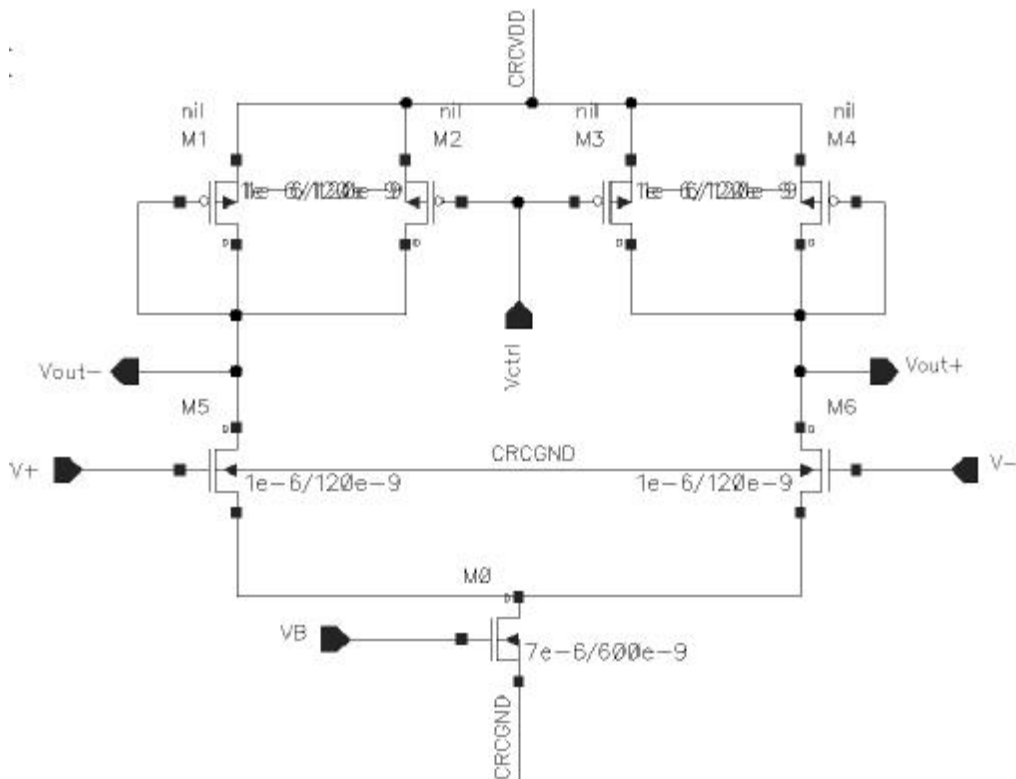 CRCVDD
nil
nil
nil
nil
M1
M2
M3
M4
Vctrl
Vout-
Vout+
M5
M6
V+
CRCGND
V-
1e-6/120e-9
1e-6/120e-9
M0
VB
7e-6/600e-9
CRCGND